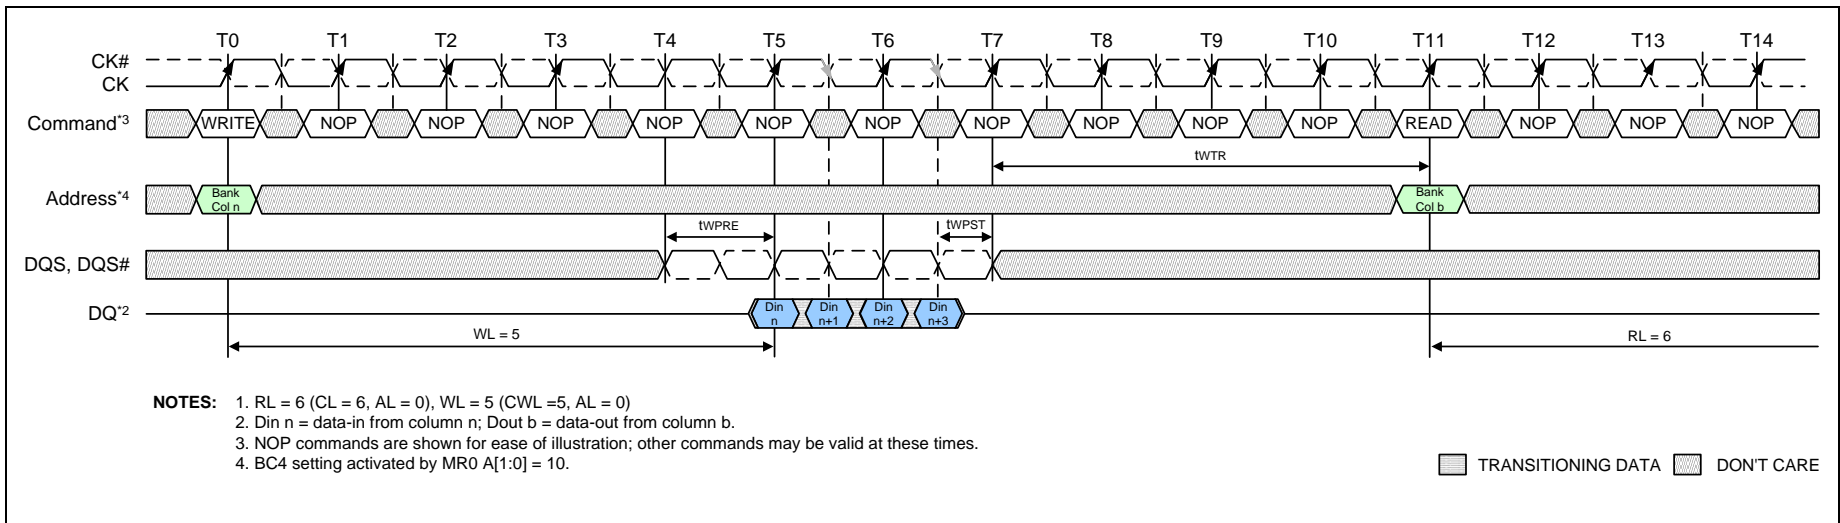 T0 T1 T2 T3 T4 T5 T6 T7 T8 T9 T10 T11 T12 T13 T14
CK#
CK
Command*3 WRITE NOP NOP NOP NOP NOP NOP NOP NOP NOP NOP READ NOP NOP NOP
tWTR
Address*4 Bank Col n Bank Col b
tWPRE tWPST
DQS, DQS#
DQ*2 Din n Din n+1 Din n+2 Din n+3
WL = 5 RL = 6
NOTES: 1. RL = 6 (CL = 6, AL = 0), WL = 5 (CWL =5, AL = 0)
2. Din n = data-in from column n; Dout b = data-out from column b.
3. NOP commands are shown for ease of illustration; other commands may be valid at these times.
4. BC4 setting activated by MR0 A[1:0] = 10.
TRANSITIONING DATA DON'T CARE